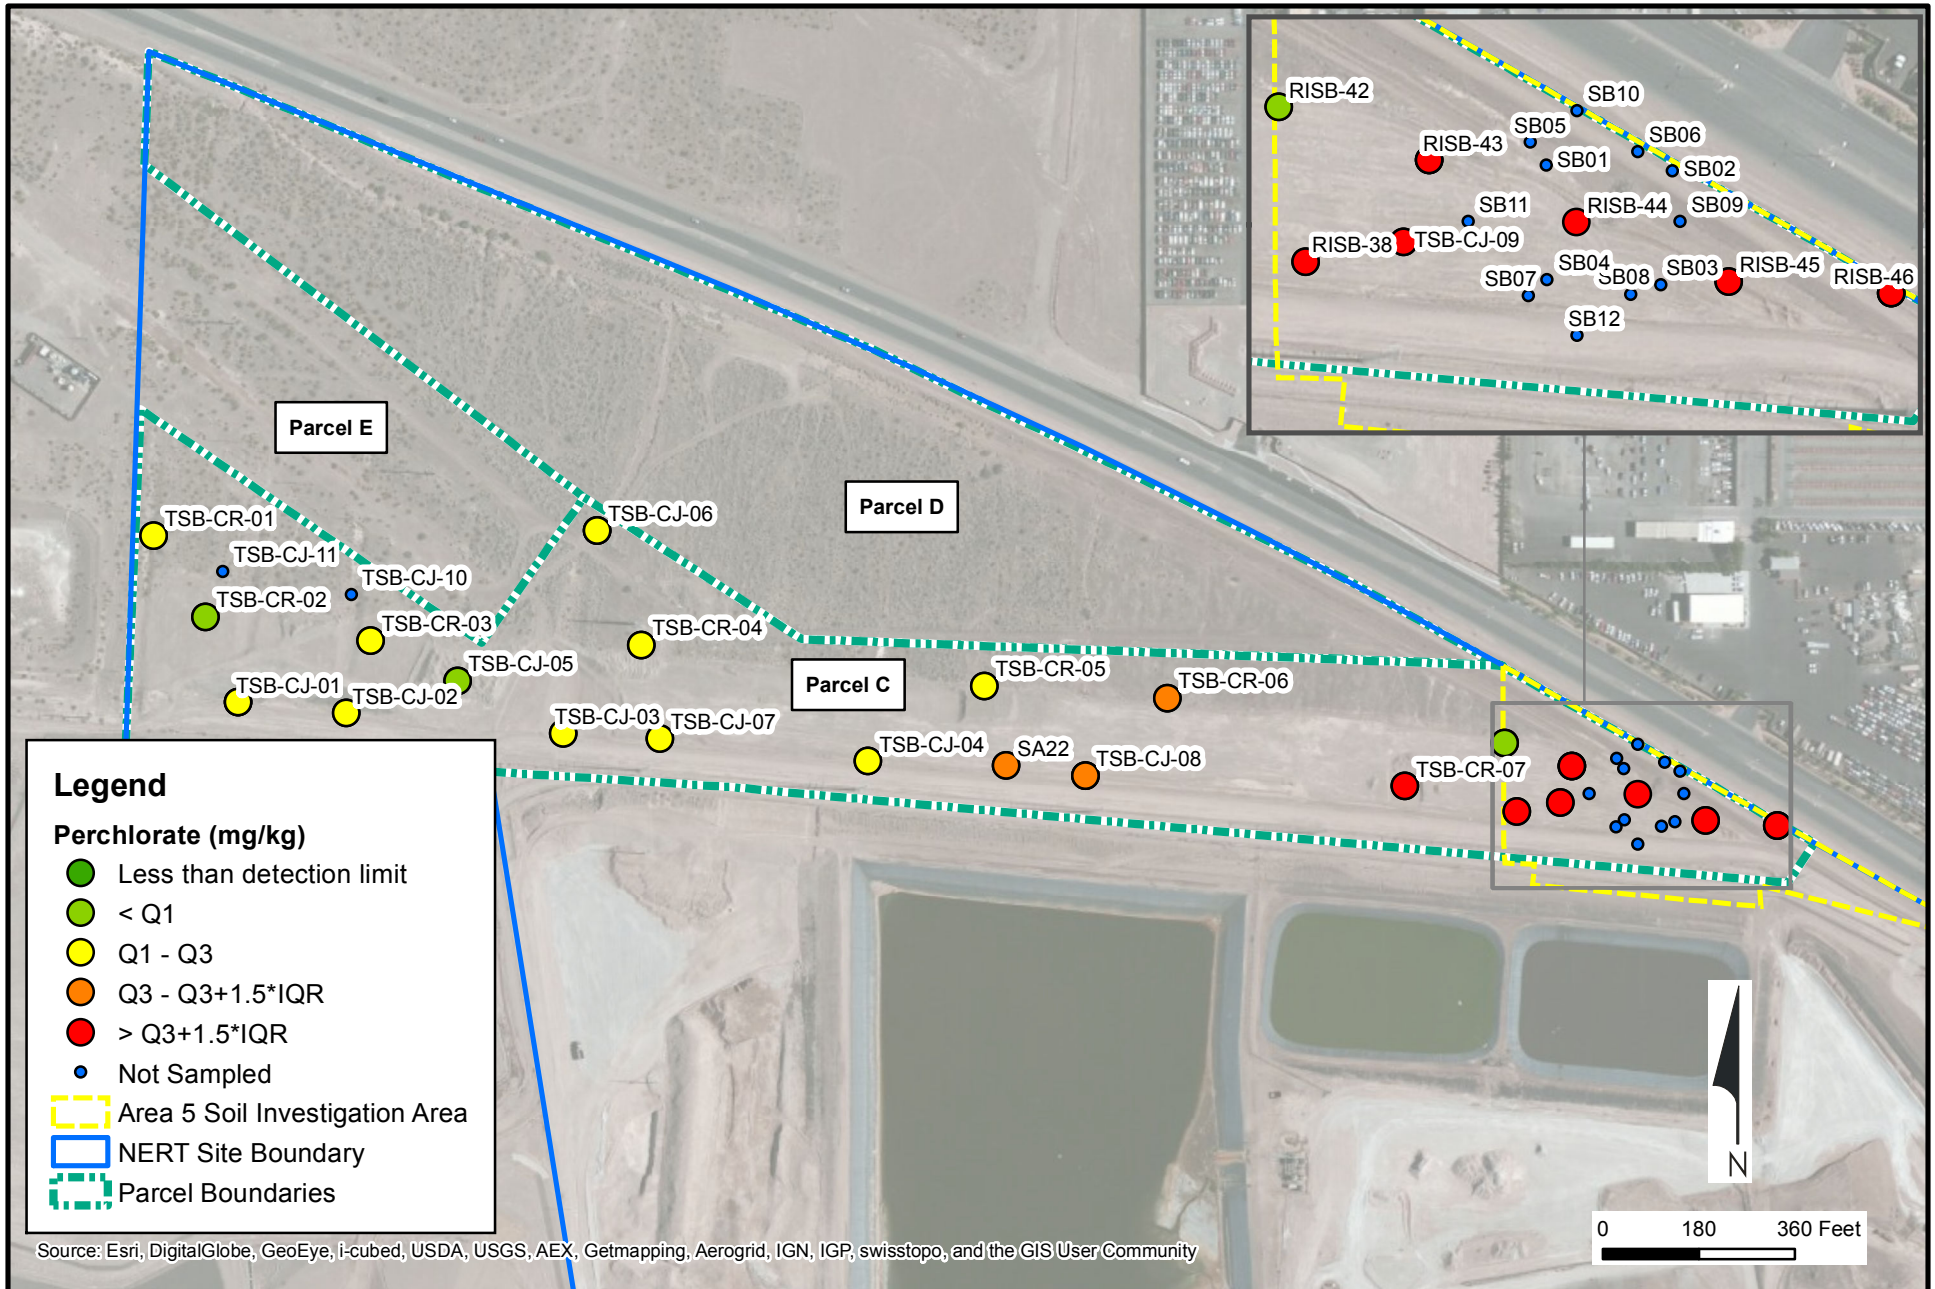 RISB-42
SB10
SB05
SB06
RISB-43
SB01
SB02
SB11
RISB-44
SB09
RISB-38
TSB-CJ-09
SB04
SB07
SB08
SB03
RISB-45
RISB-46
SB12
Parcel E
Parcel D
TSB-CR-01
TSB-CJ-06
TSB-CJ-11
TSB-CJ-10
TSB-CR-02
TSB-CR-03
TSB-CR-04
TSB-CJ-05
TSB-CR-05
TSB-CJ-01
TSB-CJ-02
Parcel C
TSB-CR-06
TSB-CJ-03
TSB-CJ-07
TSB-CJ-04
SA22
TSB-CJ-08
TSB-CR-07
Legend
Perchlorate (mg/kg)
Less than detection limit
< Q1
Q1 - Q3
Q3 - Q3+1.5*IQR
> Q3+1.5*IQR
Not Sampled
Area 5 Soil Investigation Area
NERT Site Boundary
Parcel Boundaries
N
0 180 360 Feet
Source: Esri, DigitalGlobe, GeoEye, i-cubed, USDA, USGS, AEX, Getmapping, Aerogrid, IGN, IGP, swisstopo, and the GIS User Community